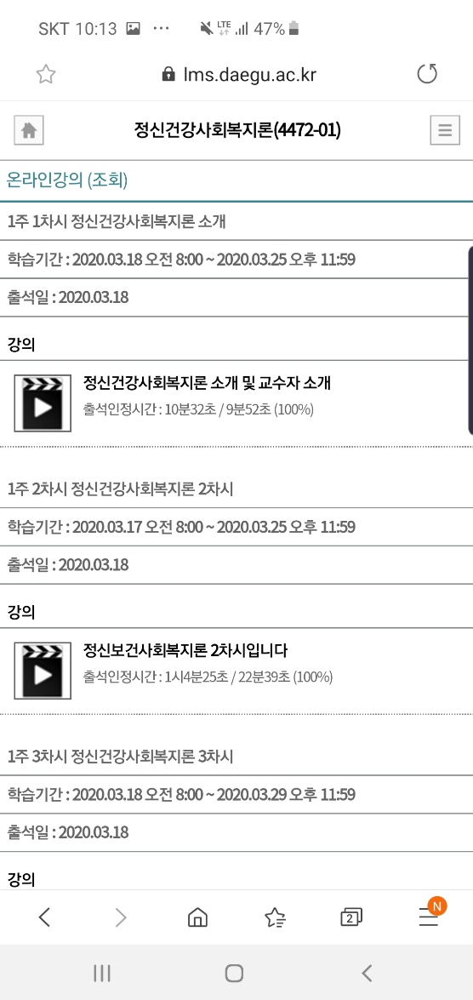 SKT 10:13 ··· LTE 47%
lms.daegu.ac.kr
정신건강사회복지론(4472-01)
온라인강의 (조회)
1주 1차시 정신건강사회복지론 소개
학습기간 : 2020.03.18 오전 8:00 ~ 2020.03.25 오후 11:59
출석일 : 2020.03.18
강의
정신건강사회복지론 소개 및 교수자 소개
출석인정시간 : 10분32초 / 9분52초 (100%)
1주 2차시 정신건강사회복지론 2차시
학습기간 : 2020.03.17 오전 8:00 ~ 2020.03.25 오후 11:59
출석일 : 2020.03.18
강의
정신보건사회복지론 2차시입니다
출석인정시간 : 1시4분25초 / 22분39초 (100%)
1주 3차시 정신건강사회복지론 3차시
학습기간 : 2020.03.18 오전 8:00 ~ 2020.03.29 오후 11:59
출석일 : 2020.03.18
강의
2 N